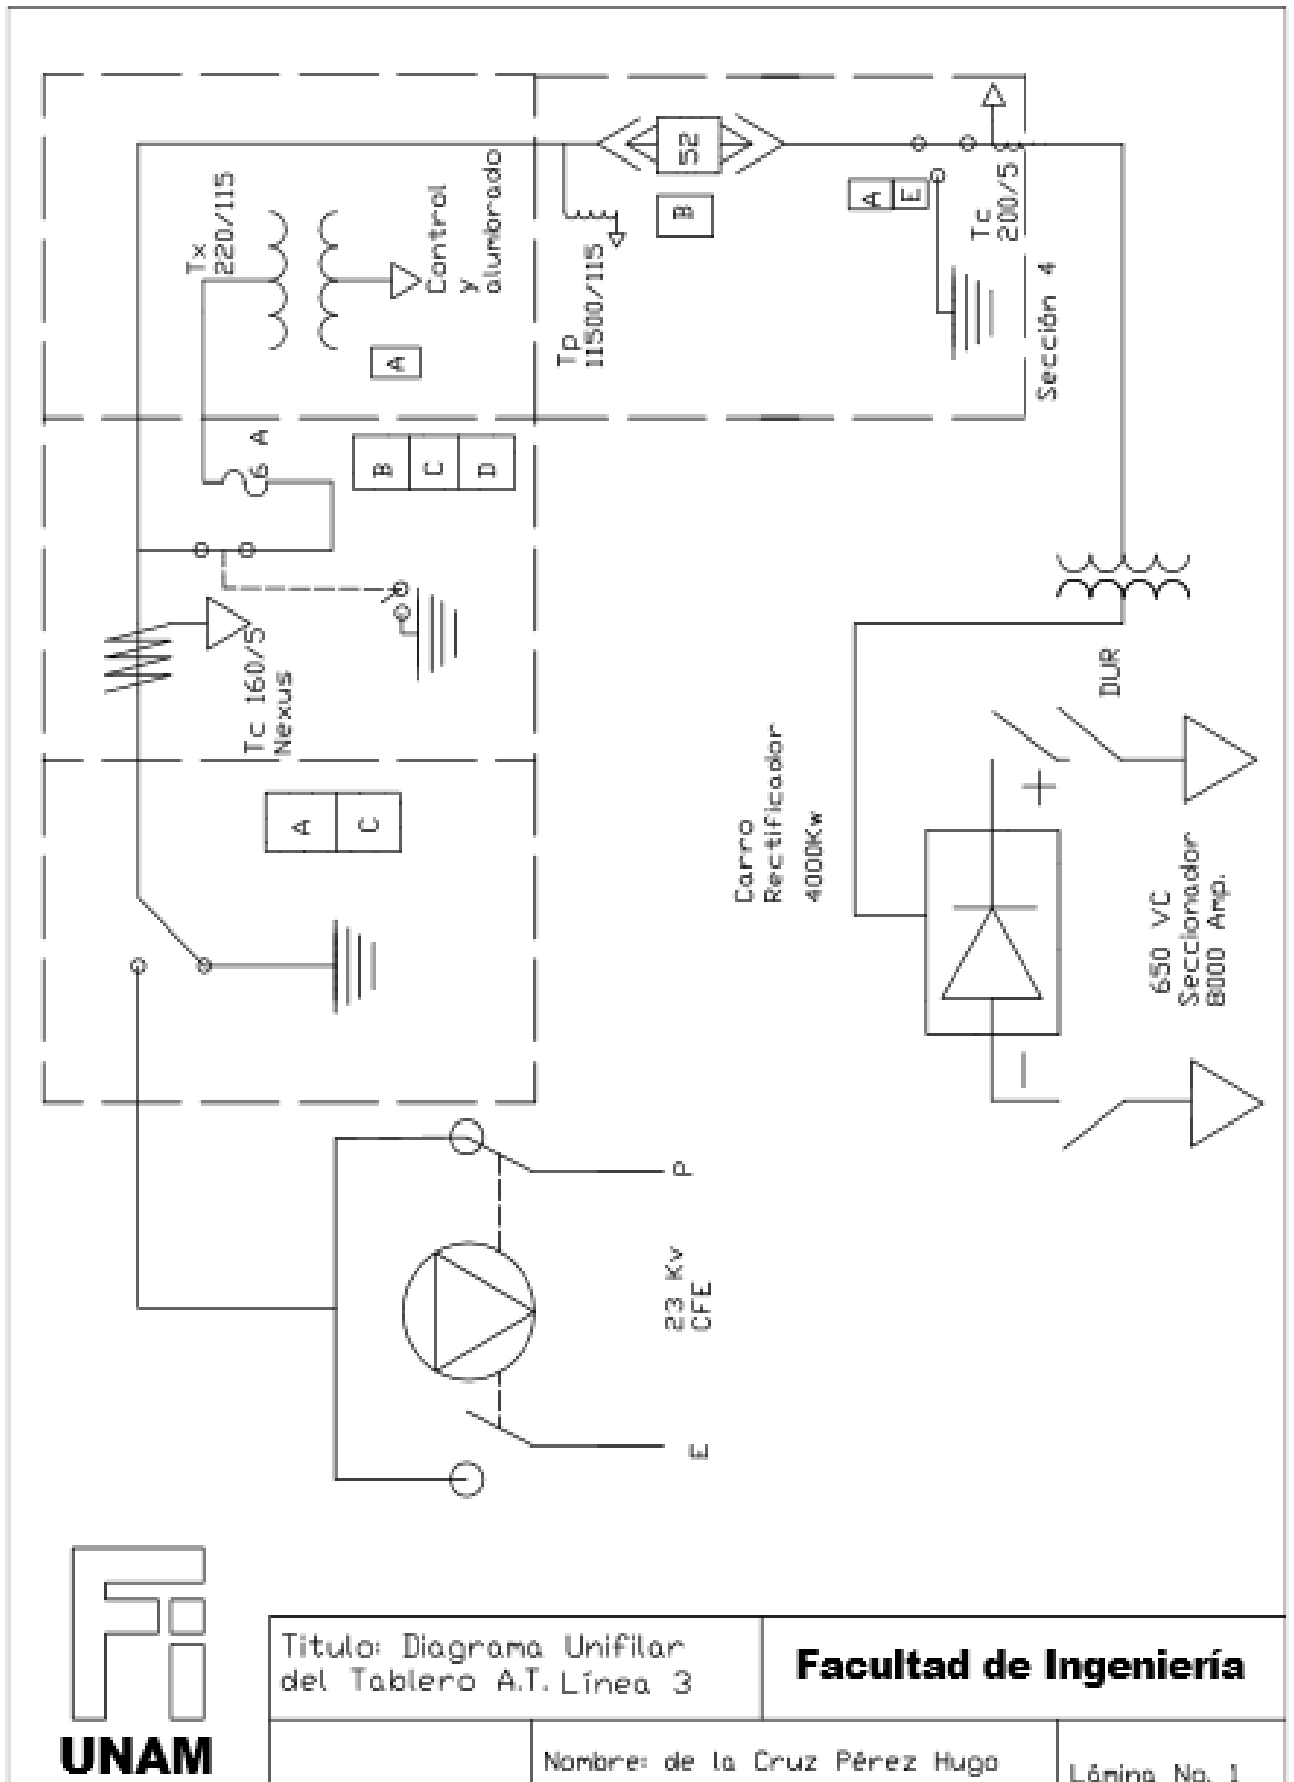 Tx
220/115
Control
y
alumbrado
A
Tp
11500/115
52
B
A
E
Tc
200/5
Sección 4
6 A
B
C
D
Tc 160/5
Nexus
A
C
DUR
Carro
Rectificador
4000Kw
+
-
650 VC
Seccionador
8000 Amp.
P
23 Kv
CFE
E
Fi
UNAM
Titulo: Diagrama Unifilar
del Tablero A.T. Línea 3
Facultad de Ingeniería
Nombre: de la Cruz Pérez Hugo
Lámina No. 1